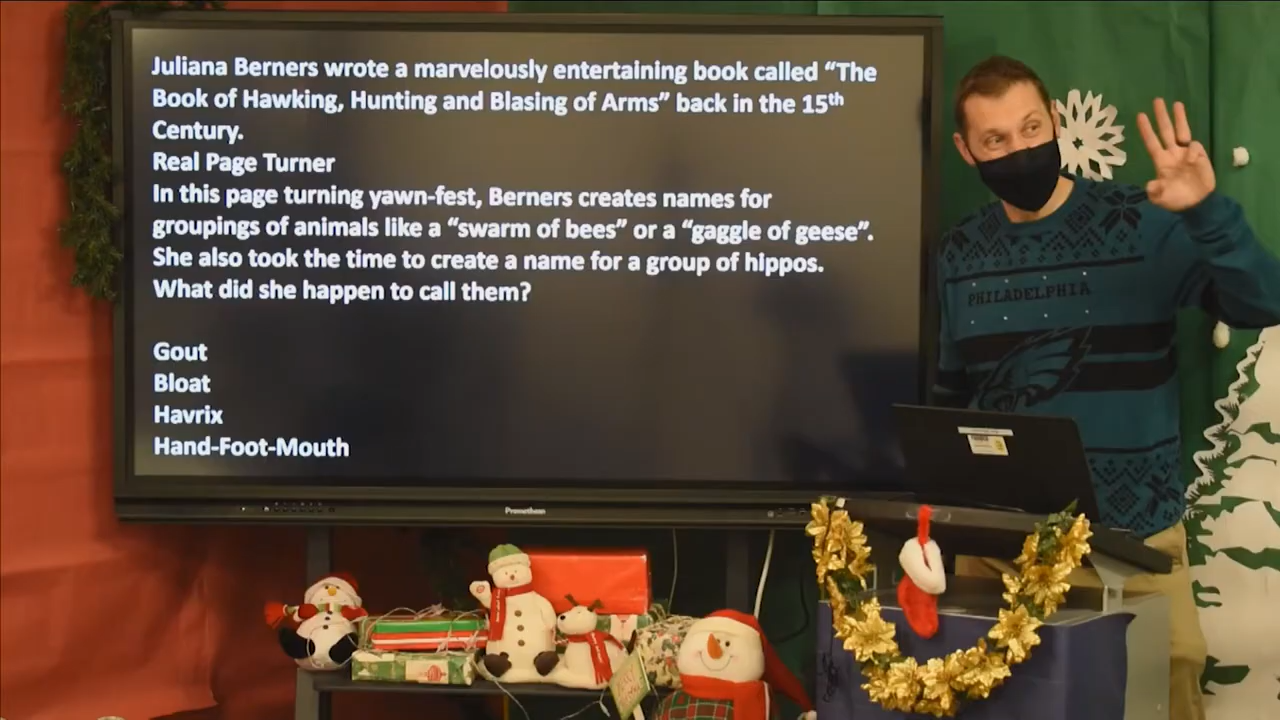 Juliana Berners wrote a marvelously entertaining book called “The
Book of Hawking, Hunting and Blasing of Arms” back in the 15th
Century.
Real Page Turner
In this page turning yawn-fest, Berners creates names for
groupings of animals like a “swarm of bees” or a “gaggle of geese”.
She also took the time to create a name for a group of hippos.
What did she happen to call them?
Gout
Bloat
Havrix
Hand-Foot-Mouth
Promethean
PHILADELPHIA